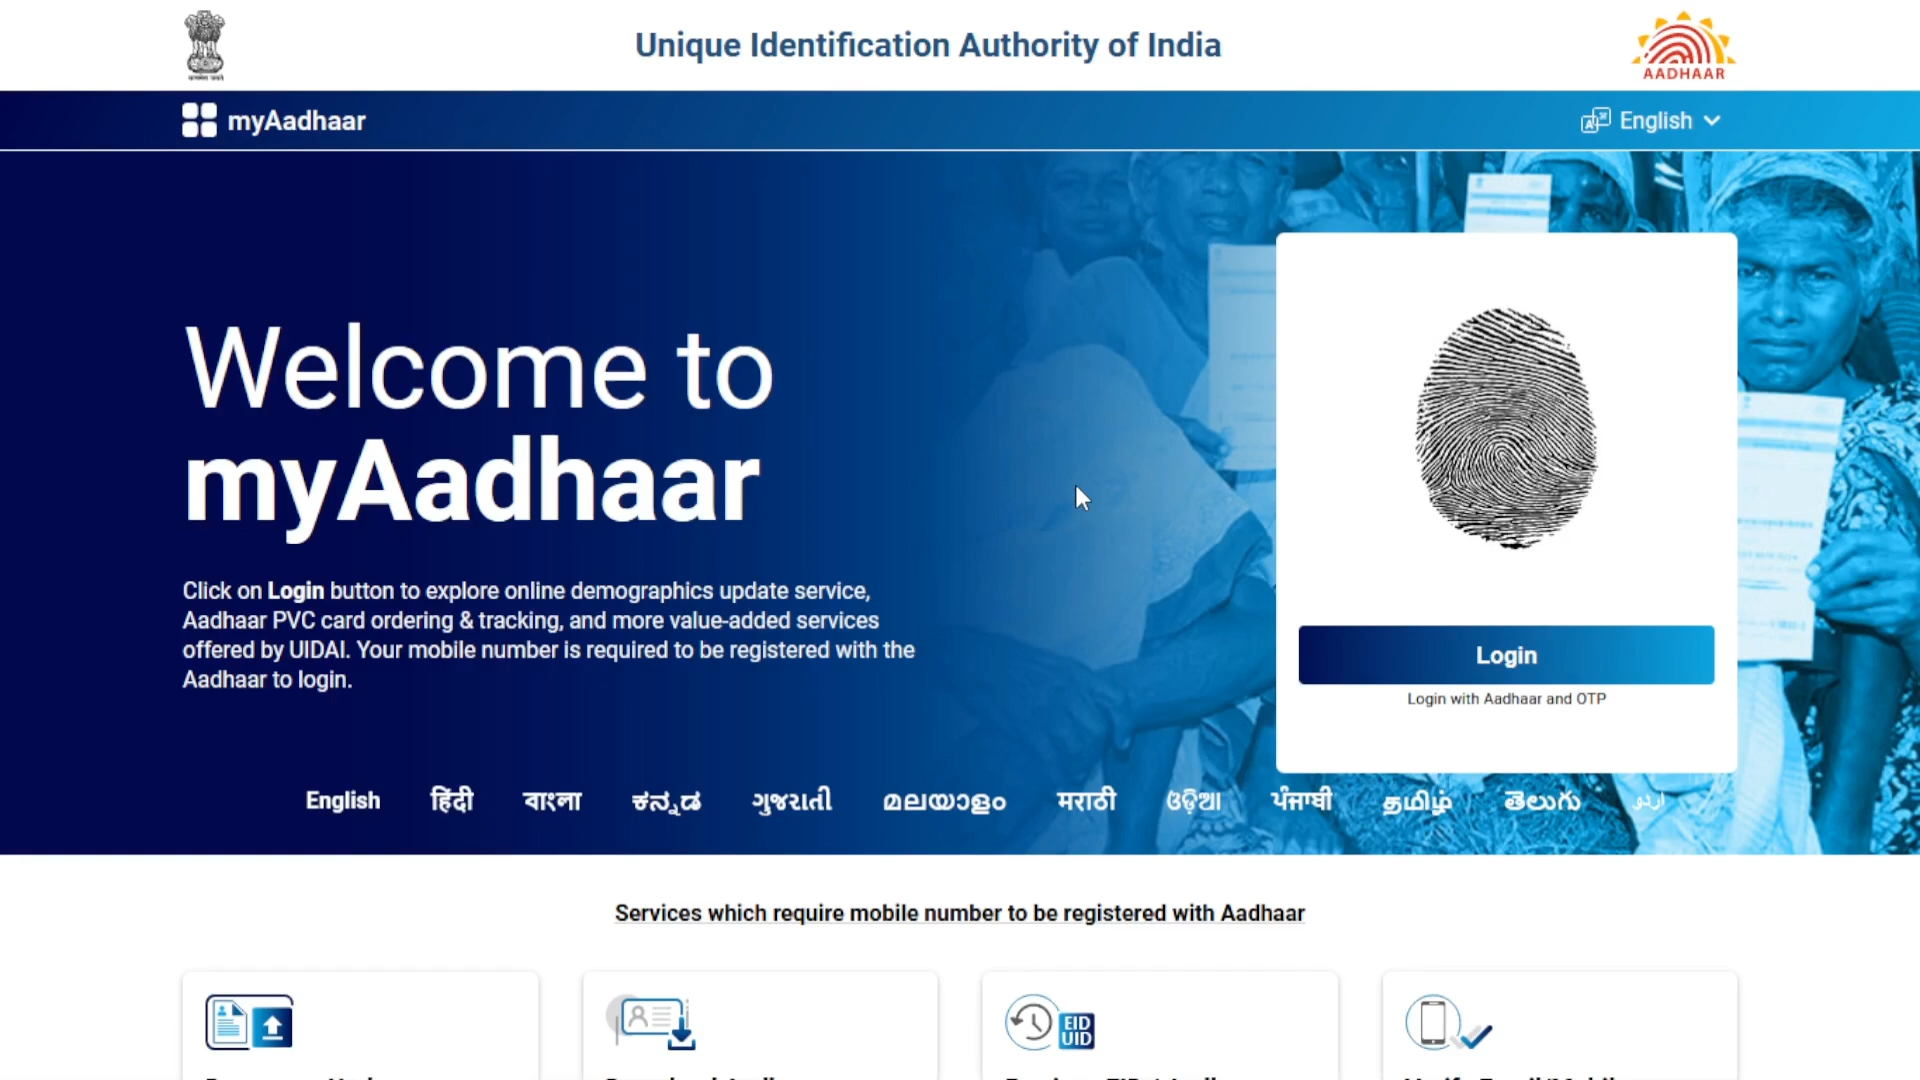 Unique Identification Authority of India
AADHAAR
myAadhaar
English
Welcome to
myAadhaar
Click on Login button to explore online demographics update service,
Aadhaar PVC card ordering & tracking, and more value-added services
offered by UIDAI. Your mobile number is required to be registered with the
Aadhaar to login.
Login
Login with Aadhaar and OTP
English हिंदी বাংলা ಕನ್ನಡ ગુજરાતી മലയാളം मराठी ଓଡ଼ିଆ ਪੰਜਾਬੀ தமிழ் తెలుగు اردو
Services which require mobile number to be registered with Aadhaar
EID
UID